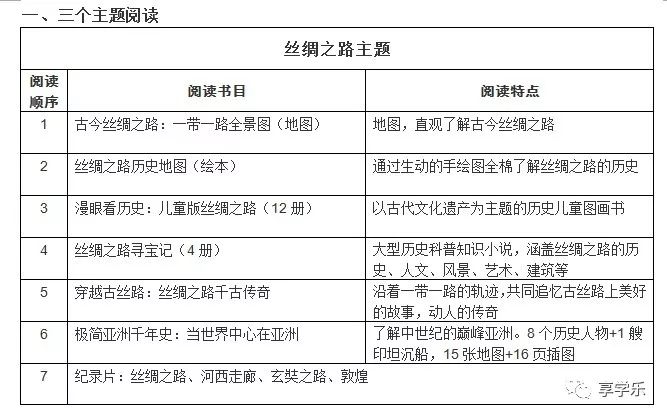 一、三个主题阅读
丝绸之路主题
阅读顺序 阅读书目 阅读特点
1 古今丝绸之路：一带一路全景图（地图） 地图，直观了解古今丝绸之路
2 丝绸之路历史地图（绘本） 通过生动的手绘图全棉了解丝绸之路的历史
3 漫眼看历史：儿童版丝绸之路（12 册） 以古代文化遗产为主题的历史儿童图画书
4 丝绸之路寻宝记（4 册） 大型历史科普知识小说，涵盖丝绸之路的历
史、人文、风景、艺术、建筑等
5 穿越古丝路：丝绸之路千古传奇 沿着一带一路的轨迹，共同追忆古丝路上美好
的故事，动人的传奇
6 极简亚洲千年史：当世界中心在亚洲 了解中世纪的巅峰亚洲。8 个历史人物+1 艘
印坦沉船，15 张地图+16 页插图
7 纪录片：丝绸之路、河西走廊、玄奘之路、敦煌
享学乐